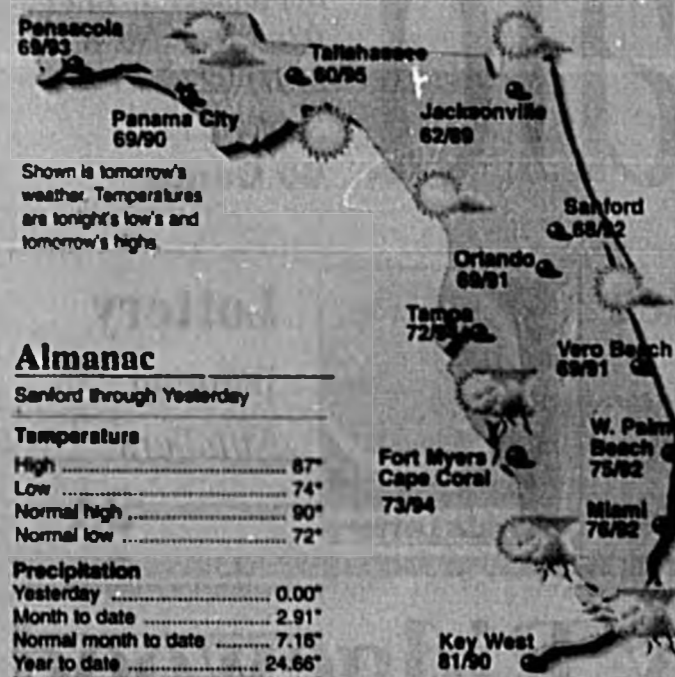 Pensacola
69/93
Tallahassee
60/95
Panama City
69/90
Jacksonville
62/89
Shown is tomorrow's
weather. Temperatures
are tonight's low's and
tomorrow's highs
Sanford
68/92
Orlando
69/91
Tampa
Vero Beach
69/91
W. Palm
Beach
75/92
Fort Myers
Cape Coral
73/94
Miami
76/92
Key West
81/90
Almanac
Sanford through Yesterday
Temperature
High ........................ 87°
Low ........................ 74°
Normal high ........................ 90°
Normal low ........................ 72°
Precipitation
Yesterday ........................ 0.00"
Month to date ........................ 2.91"
Normal month to date ......... 7.16"
Year to date ........................ 24.66"
Lottery